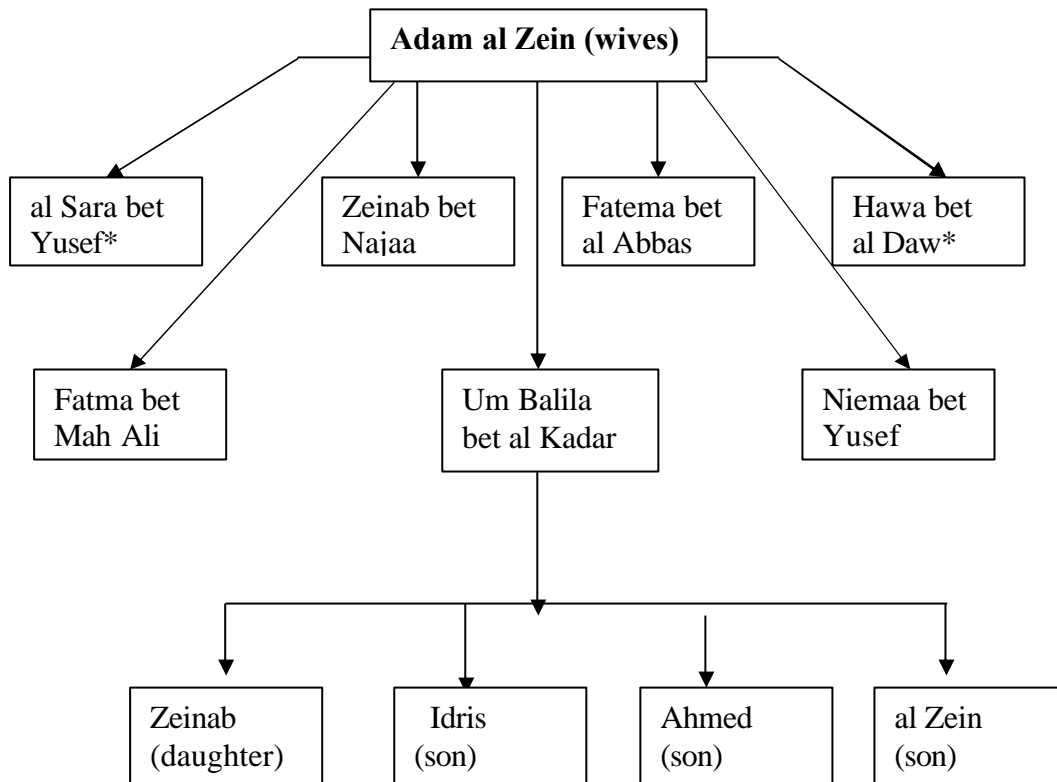 Adam al Zein (wives)
al Sara bet
Yusef*
Zeinab bet
Najaa
Fatema bet
al Abbas
Hawa bet
al Daw*
Fatma bet
Mah Ali
Um Balila
bet al Kadar
Niemaa bet
Yusef
Zeinab
(daughter)
Idris
(son)
Ahmed
(son)
al Zein
(son)